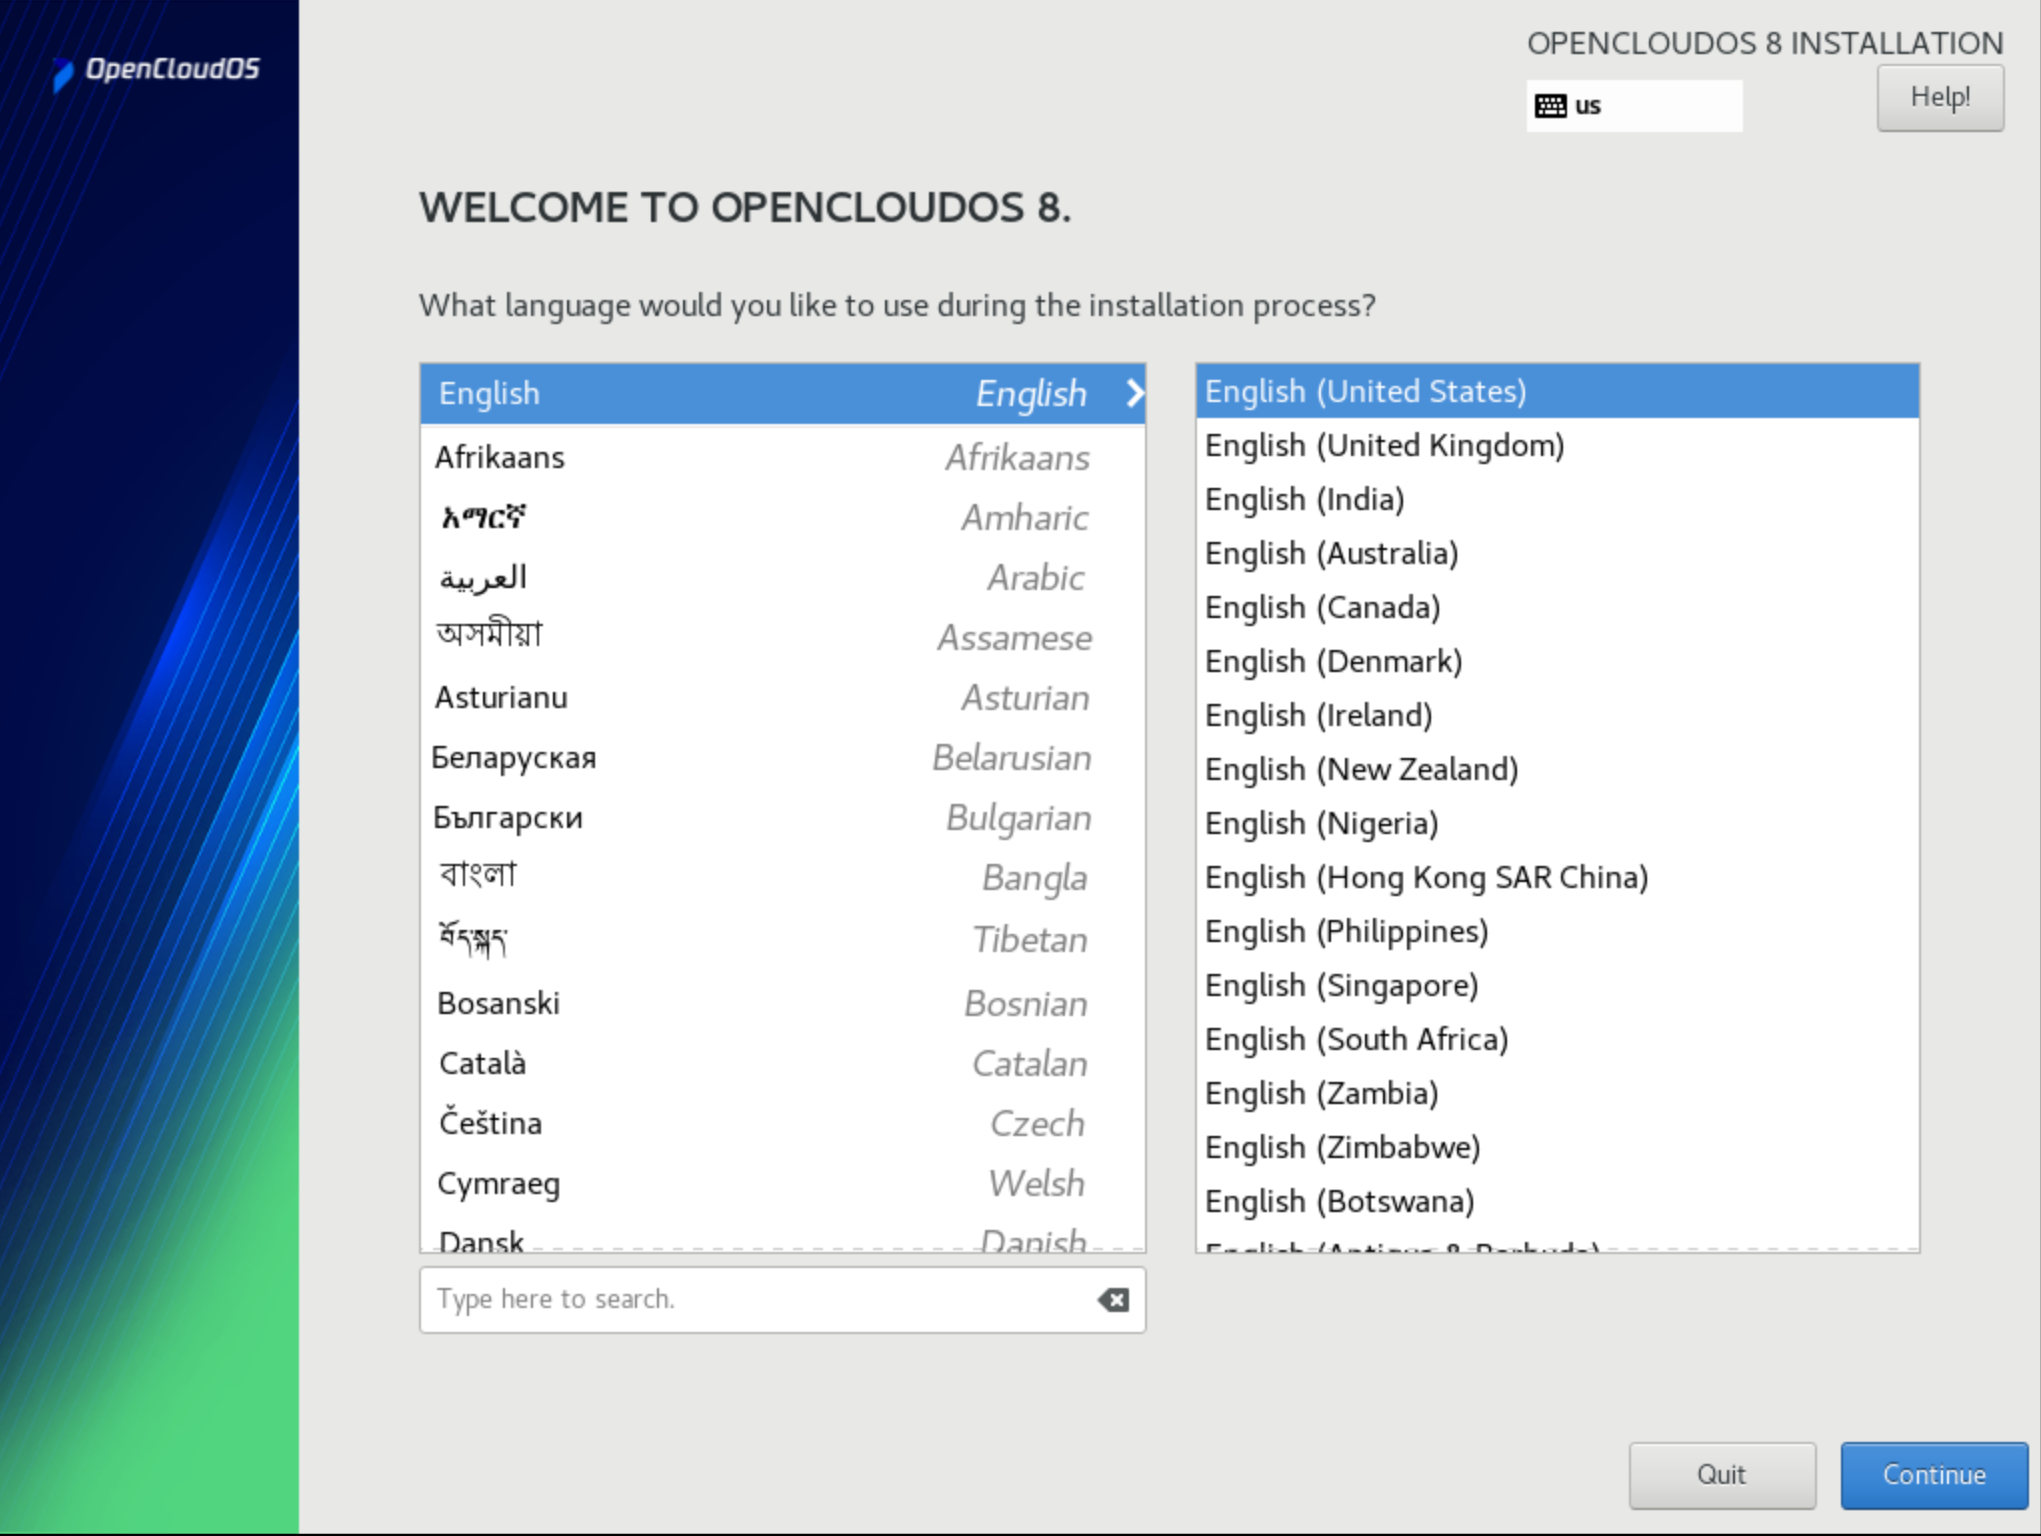 OpenCloudOS
OPENCLOUDOS 8 INSTALLATION
us
Help!
WELCOME TO OPENCLOUDOS 8.
What language would you like to use during the installation process?
English English
Afrikaans Afrikaans
አማርኛ Amharic
العربية Arabic
অসমীয়া Assamese
Asturianu Asturian
Беларуская Belarusian
Български Bulgarian
বাংলা Bangla
བོད་སྐད་ Tibetan
Bosanski Bosnian
Català Catalan
Čeština Czech
Cymraeg Welsh
Dansk Danish
Type here to search.
English (United States)
English (United Kingdom)
English (India)
English (Australia)
English (Canada)
English (Denmark)
English (Ireland)
English (New Zealand)
English (Nigeria)
English (Hong Kong SAR China)
English (Philippines)
English (Singapore)
English (South Africa)
English (Zambia)
English (Zimbabwe)
English (Botswana)
English (Antigua & Barbuda)
Quit
Continue